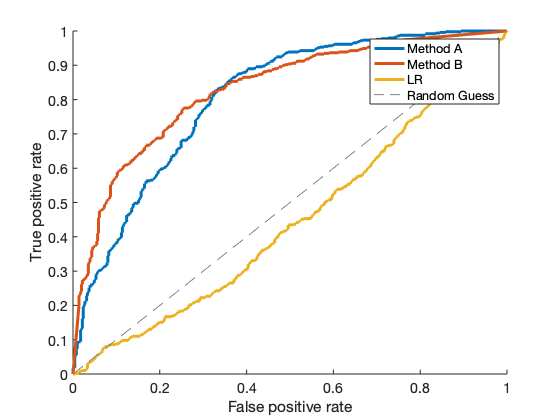 1
0.9
0.8
0.7
0.6
0.5
0.4
0.3
0.2
0.1
0
True positive rate
Method A
Method B
LR
Random Guess
0 0.2 0.4 0.6 0.8 1
False positive rate